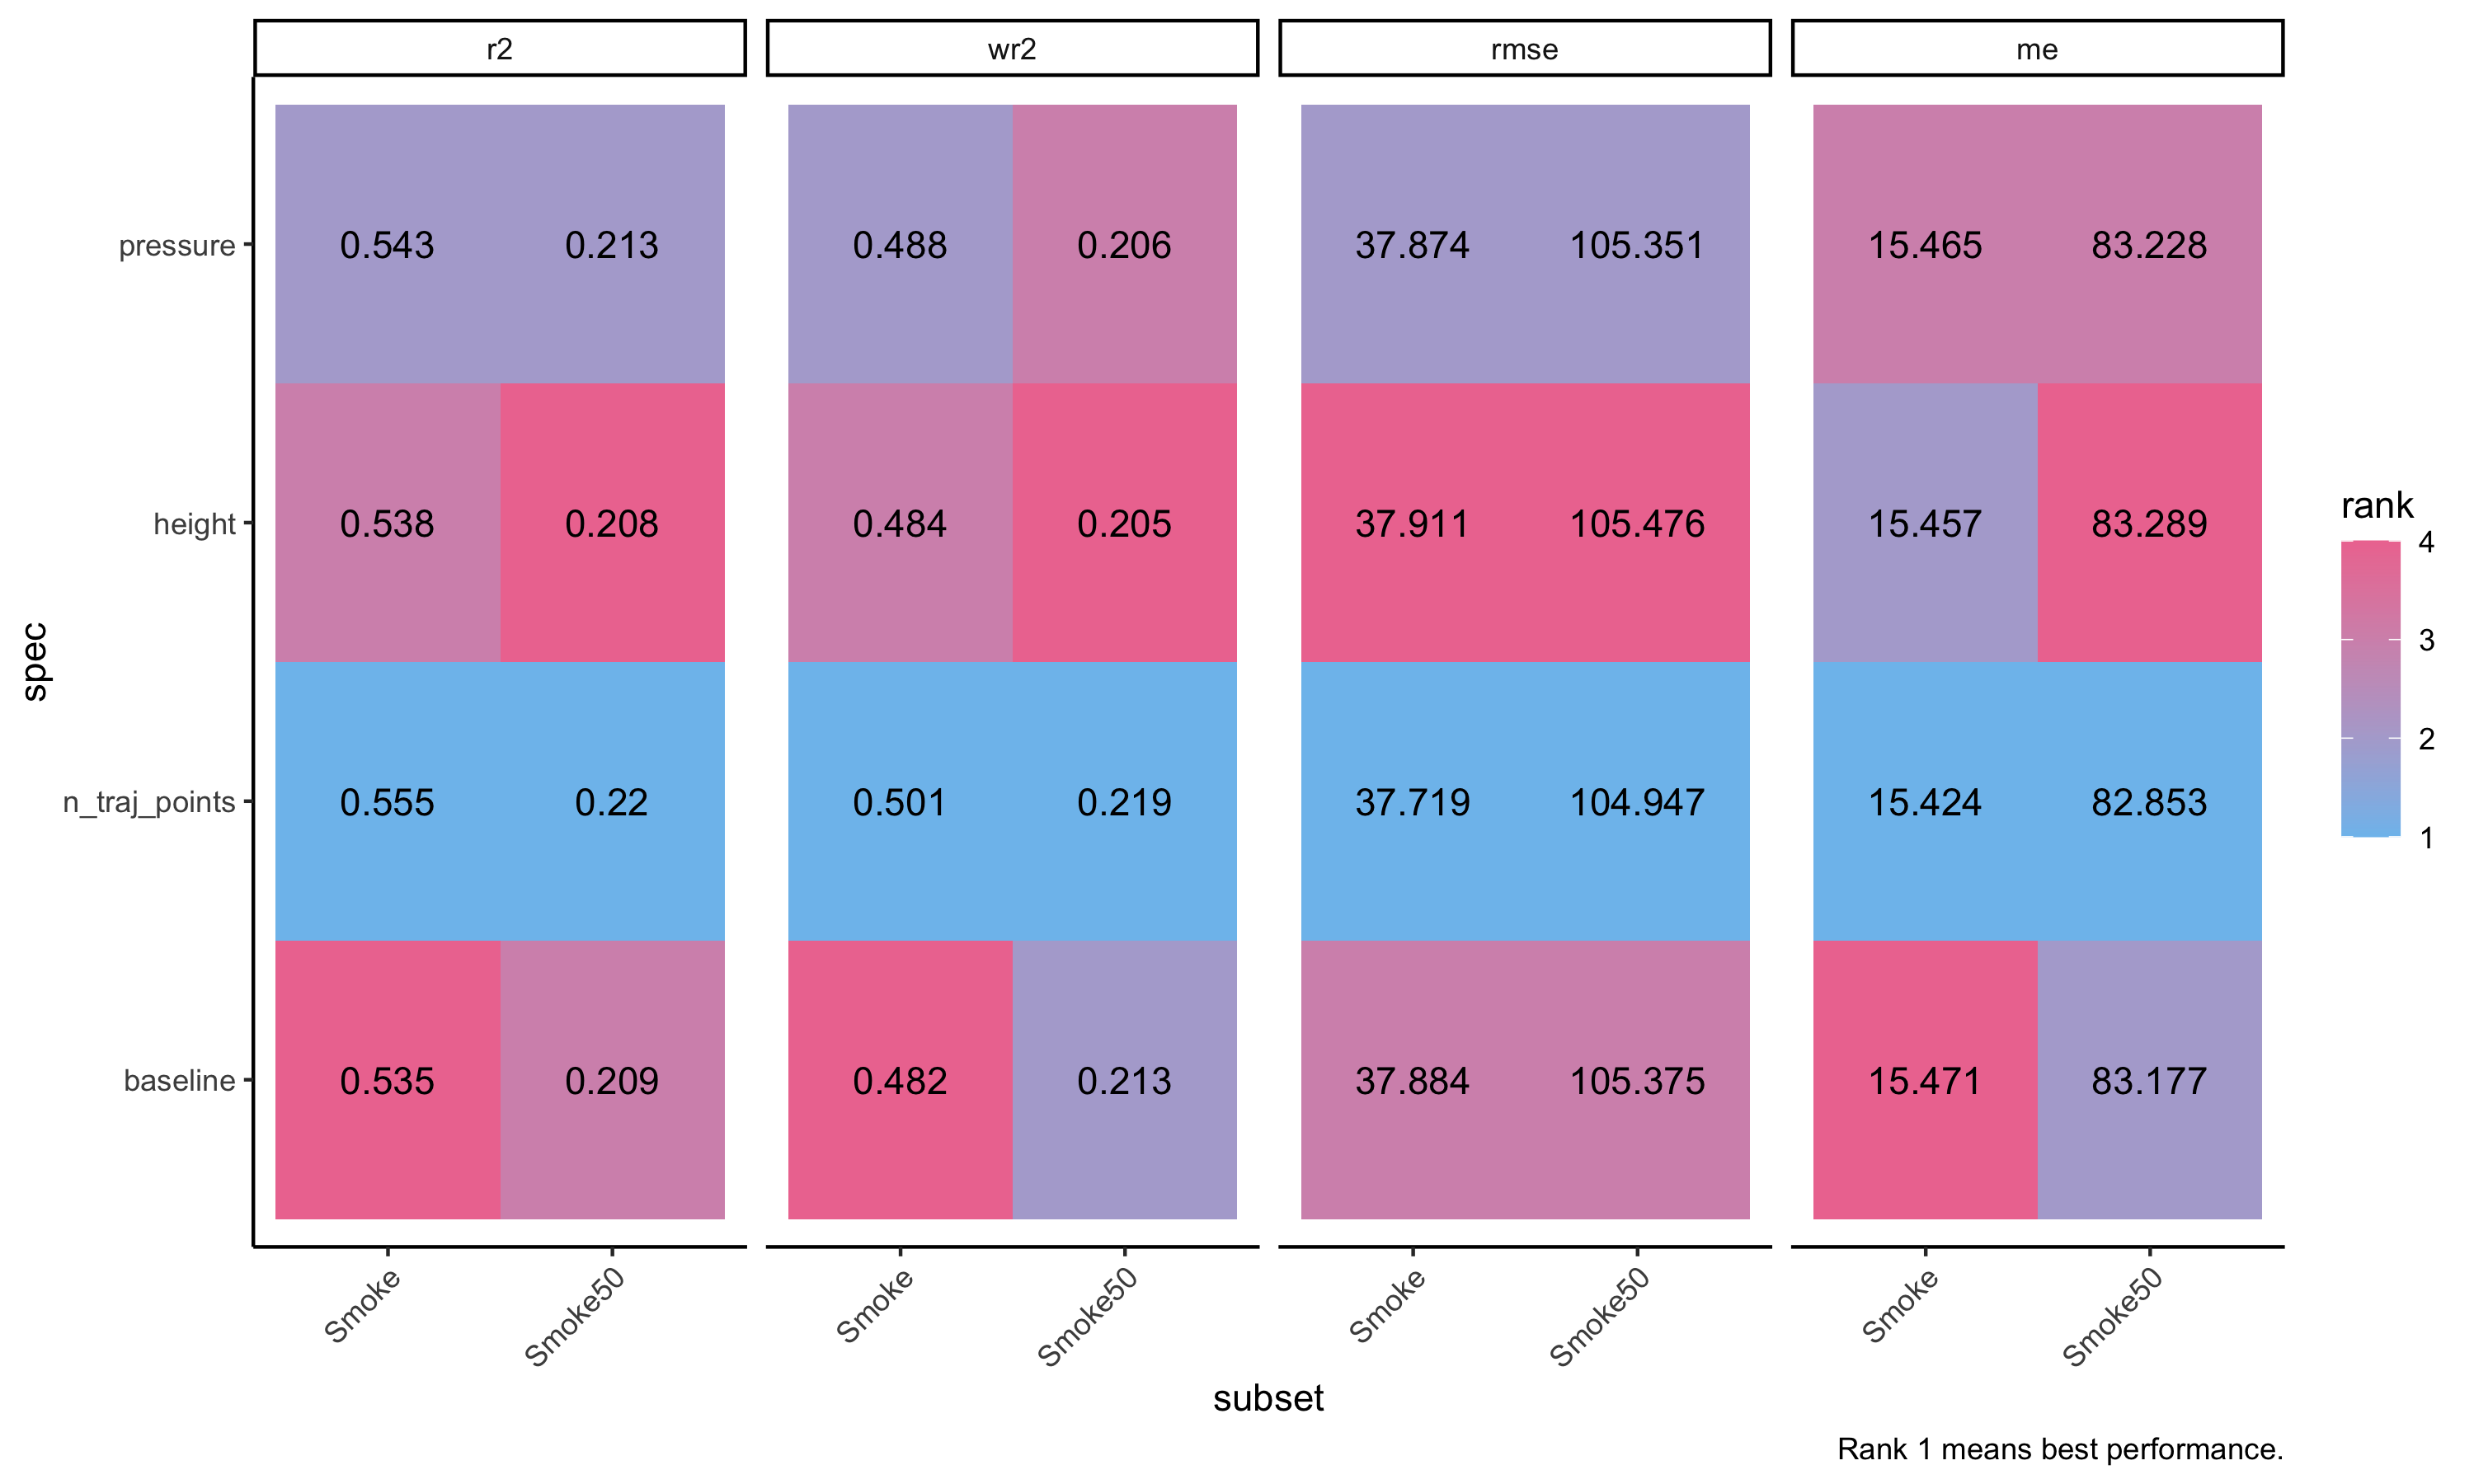 r2 wr2 rmse me
pressure 0.543 0.213 0.488 0.206 37.874 105.351 15.465 83.228
height 0.538 0.208 0.484 0.205 37.911 105.476 15.457 83.289
n_traj_points 0.555 0.22 0.501 0.219 37.719 104.947 15.424 82.853
baseline 0.535 0.209 0.482 0.213 37.884 105.375 15.471 83.177
spec
Smoke Smoke50 Smoke Smoke50 Smoke Smoke50 Smoke Smoke50
subset
rank
4
3
2
1
Rank 1 means best performance.